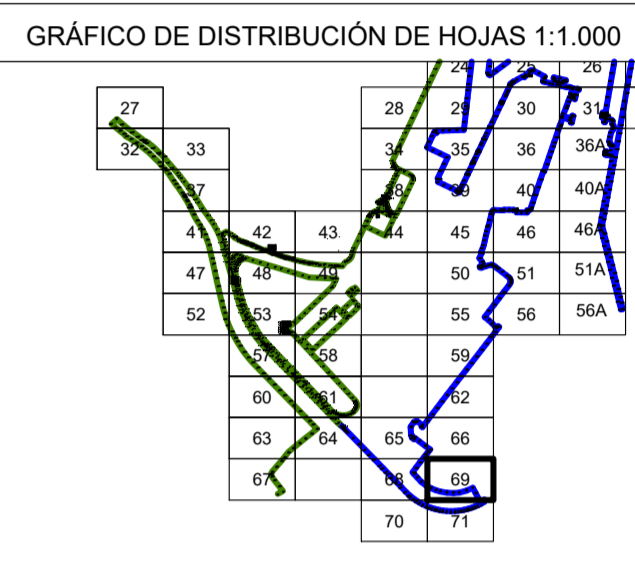 GRÁFICO DE DISTRIBUCIÓN DE HOJAS 1:1.000
24 25 26
27 28 29 30 31
32 33 34 35 36 36A
37 38 39 40 40A
41 42 43 44 45 46 46A
47 48 49 50 51 51A
52 53 54 55 56 56A
57 58 59
60 61 62
63 64 65 66
67 68 69
70 71